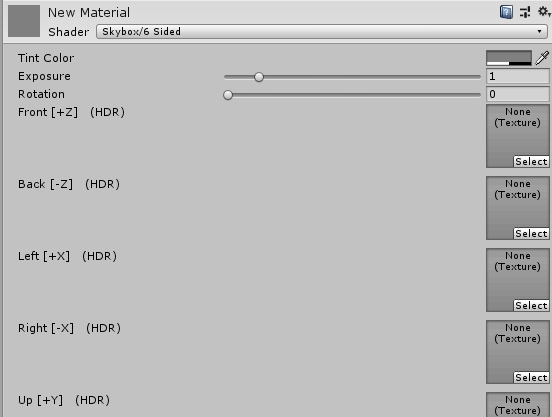 New Material
Shader Skybox/6 Sided
Tint Color
Exposure 1
Rotation 0
Front [+Z] (HDR)
None
(Texture)
Select
Back [-Z] (HDR)
None
(Texture)
Select
Left [+X] (HDR)
None
(Texture)
Select
Right [-X] (HDR)
None
(Texture)
Select
Up [+Y] (HDR)
None
(Texture)